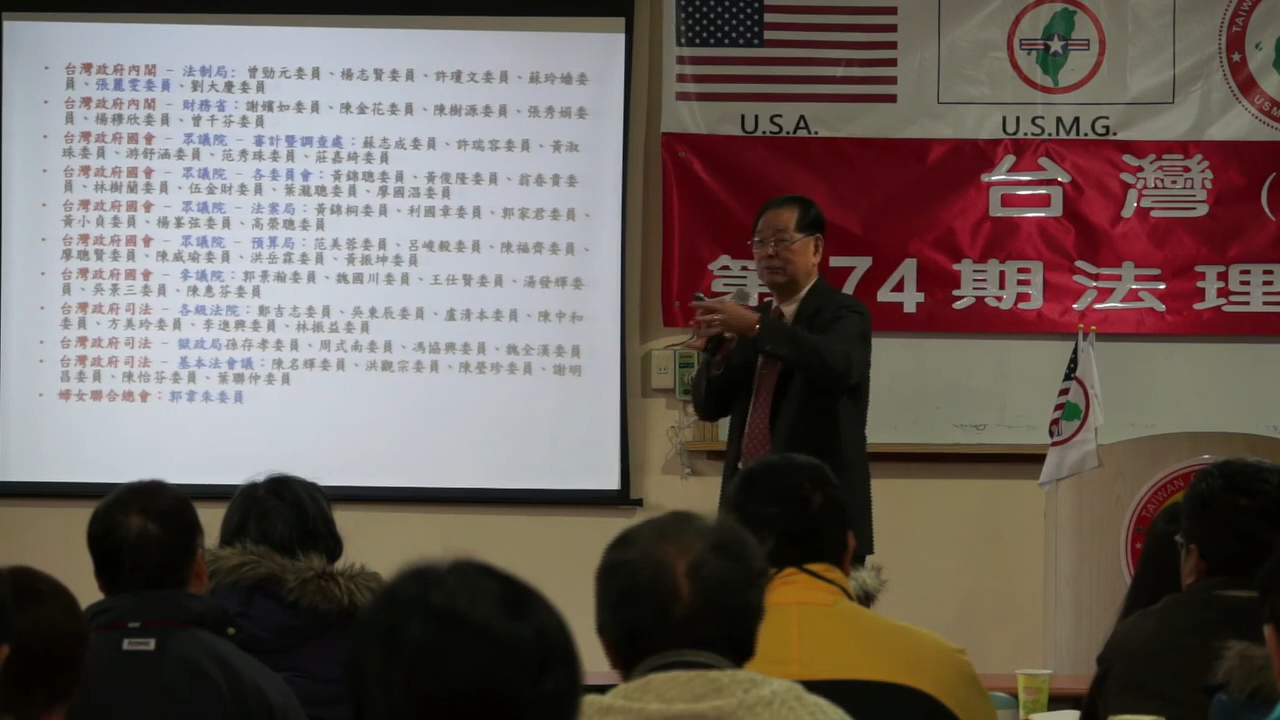 • 台灣政府內閣 – 法制局: 曾勁元委員、楊志賢委員、許瓊文委員、蘇玲嬆委
員、張麗雯委員、劉大慶委員
• 台灣政府內閣 – 財務省：謝嬪如委員、陳金花委員、陳樹源委員、張秀娟委
員、楊穆欣委員、曾千芬委員
台灣政府國會 – 眾議院 – 審計暨調查處：蘇志成委員、許瑞容委員、黃淑
珠委員、游舒涵委員、范秀珠委員、莊嘉綺委員
• 台灣政府國會 – 眾議院 – 各委員會：黃錦聰委員、黃俊隆委員、翁春貴委
員、林樹蘭委員、伍金財委員、葉瀧聰委員、廖國滔委員
• 台灣政府國會 – 眾議院 – 法案局：黃錦桐委員、利國章委員、郭家君委員、
黃小貞委員、楊峯弦委員、高榮聰委員
• 台灣政府國會 – 眾議院 – 預算局：范美蓉委員、呂峻毅委員、陳福齊委員、
廖聰賢委員、陳威瑜委員、洪岳霖委員、黃振坤委員
• 台灣政府國會 – 參議院：郭景瀚委員、魏國川委員、王仕賢委員、湯發輝委
員、吳景三委員、陳惠芬委員
• 台灣政府司法 – 各級法院：鄭古志委員、吳東辰委員、盧清本委員、陳中和
委員、方美玲委員、李進興委員、林振益委員
• 台灣政府司法 – 獄政局孫存孝委員、周式南委員、馮協興委員、魏全漢委員
• 台灣政府司法 – 基本法會議：陳名輝委員、洪觀宗委員、陳瑩珍委員、謝明
昌委員、陳怡芬委員、葉聯仲委員
• 婦女聯合總會：郭韋朱委員
U.S.A.
U.S.M.G.
TAIWAN
台灣（
第74期法理
TAIWAN